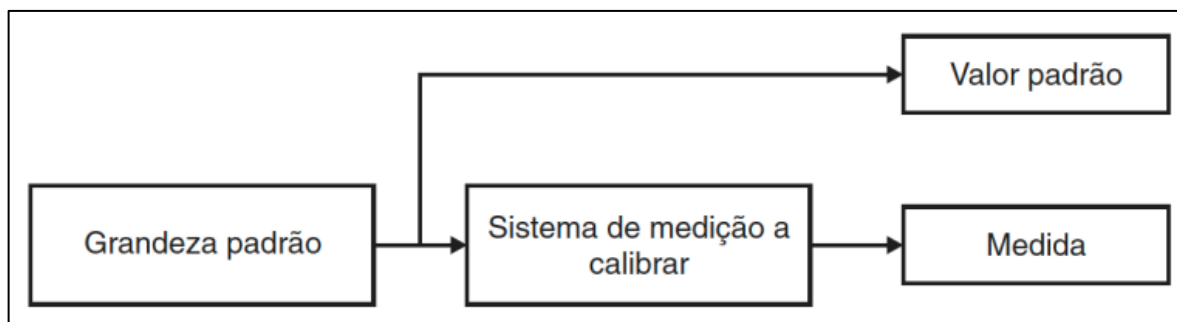 Valor padrão
Grandeza padrão
Sistema de medição a
calibrar
Medida